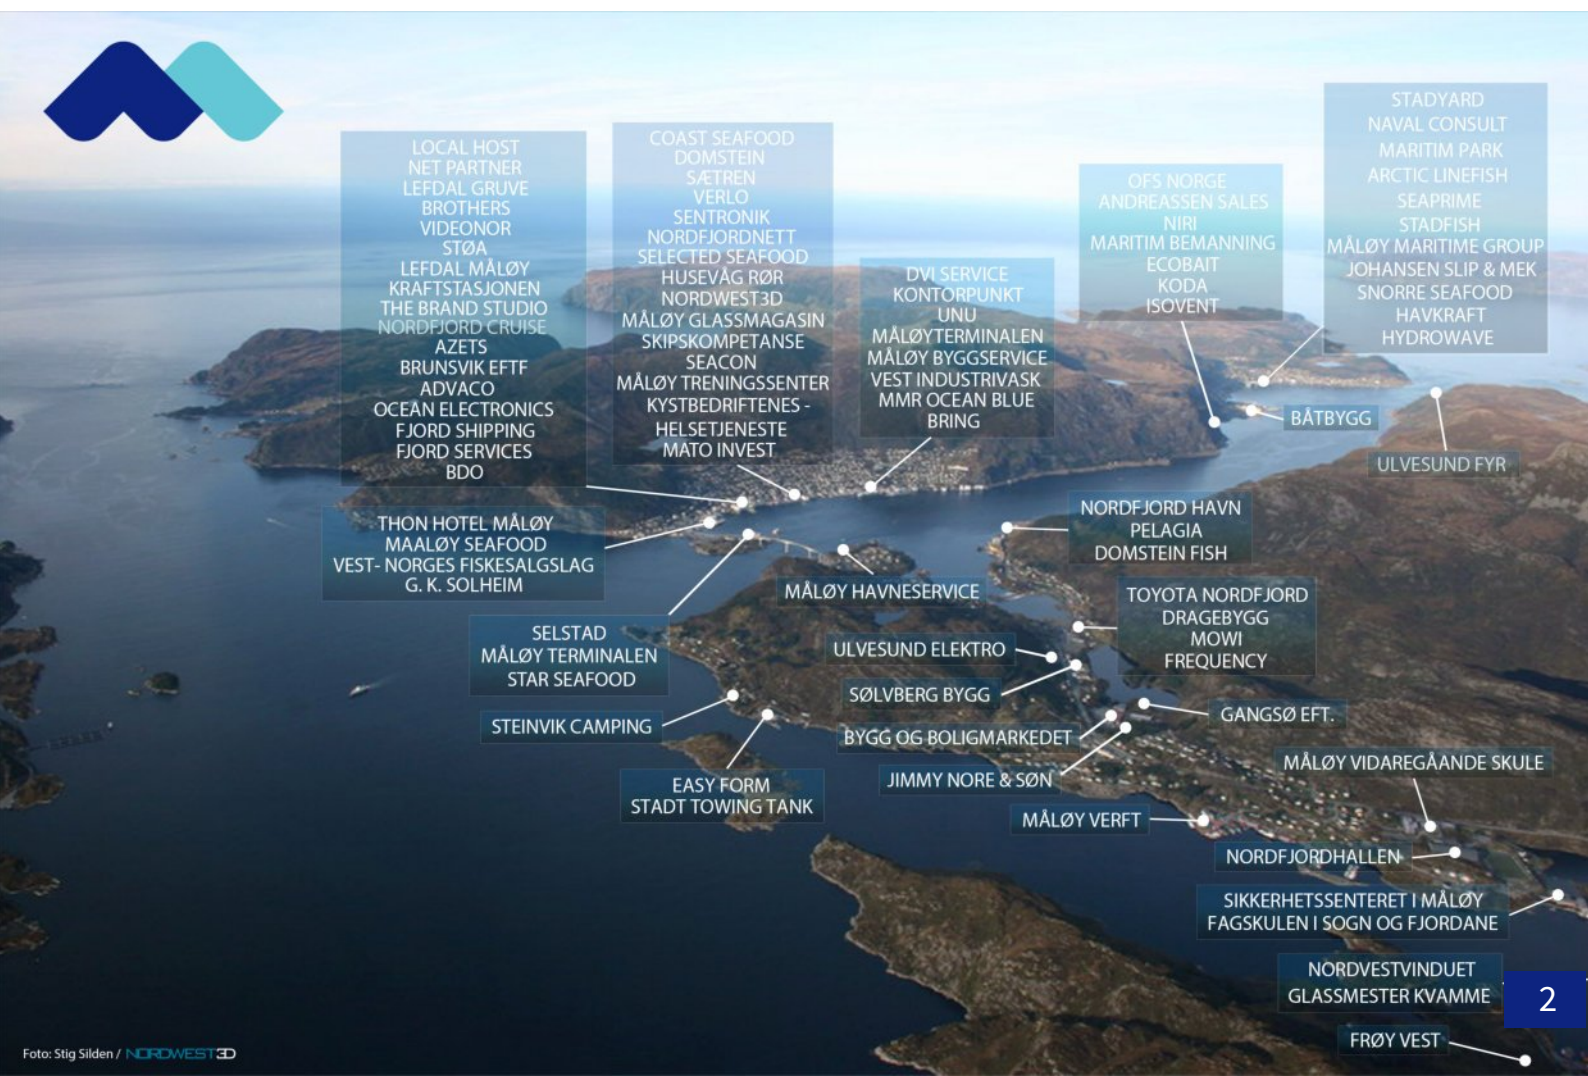 LOCAL HOST
NET PARTNER
LEFDAL GRUVE
BROTHERS
VIDEONOR
STØA
LEFDAL MÅLØY
KRAFTSTASJONEN
THE BRAND STUDIO
NORDFJORD CRUISE
AZETS
BRUNSVIK EFTF
ADVACO
OCEAN ELECTRONICS
FJORD SHIPPING
FJORD SERVICES
BDO
COAST SEAFOOD
DOMSTEIN
SÆTREN
VERLO
SENTRONIK
NORDFJORDNETT
SELECTED SEAFOOD
HUSEVÅG RØR
NORDWEST3D
MÅLØY GLASSMAGASIN
SKIPSKOMPETANSE
SEACON
MÅLØY TRENINGSSENTER
KYSTBEDRIFTENES -
HELSETJENESTE
MATO INVEST
DVI SERVICE
KONTORPUNKT
UNU
MÅLØYTERMINALEN
MÅLØY BYGGSERVICE
VEST INDUSTRIVASK
MMR OCEAN BLUE
BRING
OFS NORGE
ANDREASSEN SALES
NIRI
MARITIM BEMANNING
ECOBAIT
KODA
ISOVENT
STADYARD
NAVAL CONSULT
MARITIM PARK
ARCTIC LINEFISH
SEAPRIME
STADFISH
MÅLØY MARITIME GROUP
JOHANSEN SLIP & MEK
SNORRE SEAFOOD
HAVKRAFT
HYDROWAVE
BÅTBYGG
ULVESUND FYR
THON HOTEL MÅLØY
MAALØY SEAFOOD
VEST- NORGES FISKESALGSLAG
G. K. SOLHEIM
NORDFJORD HAVN
PELAGIA
DOMSTEIN FISH
MÅLØY HAVNESERVICE
TOYOTA NORDFJORD
DRAGEBYGG
MOWI
FREQUENCY
SELSTAD
MÅLØY TERMINALEN
STAR SEAFOOD
ULVESUND ELEKTRO
SØLVBERG BYGG
STEINVIK CAMPING
BYGG OG BOLIGMARKEDET
GANGSØ EFT.
EASY FORM
STADT TOWING TANK
JIMMY NORE & SØN
MÅLØY VIDAREGÅANDE SKULE
MÅLØY VERFT
NORDFJORDHALLEN
SIKKERHETSSENTERET I MÅLØY
FAGSKULEN I SOGN OG FJORDANE
NORDVESTVINDUET
GLASSMESTER KVAMME
2
FRØY VEST
Foto: Stig Silden / NORDWEST3D